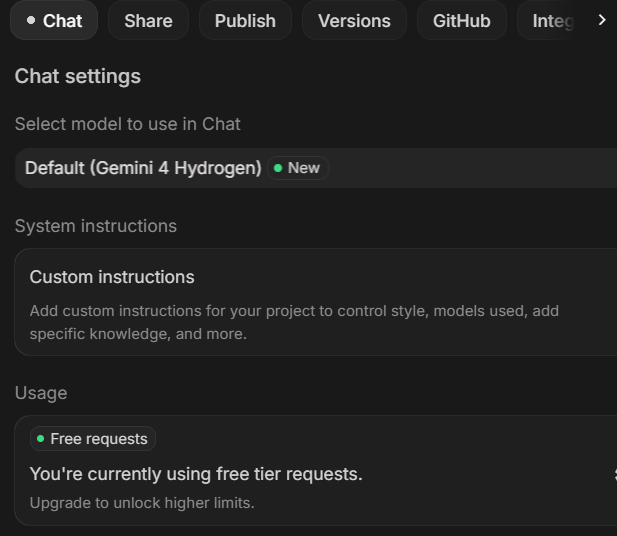 Chat Share Publish Versions GitHub Integ
Chat settings
Select model to use in Chat
Default (Gemini 4 Hydrogen) New
System instructions
Custom instructions
Add custom instructions for your project to control style, models used, add
specific knowledge, and more.
Usage
Free requests
You're currently using free tier requests.
Upgrade to unlock higher limits.